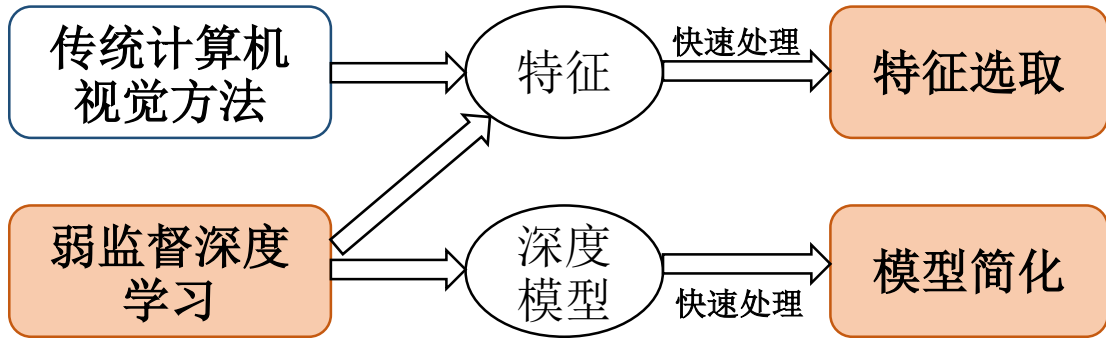 传统计算机
视觉方法
特征
快速处理
特征选取
弱监督深度
学习
深度
模型
快速处理
模型简化